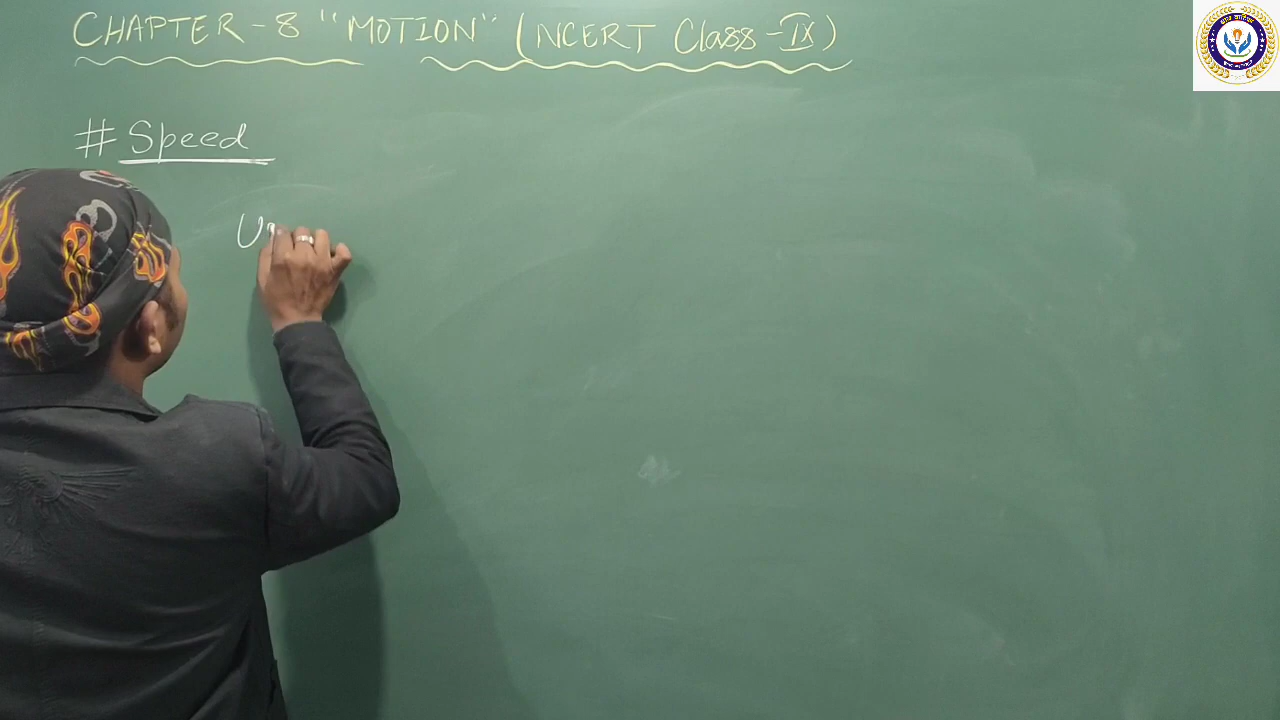 CHAPTER-8 "MOTION" (NCERT Class-IX)
# Speed
U